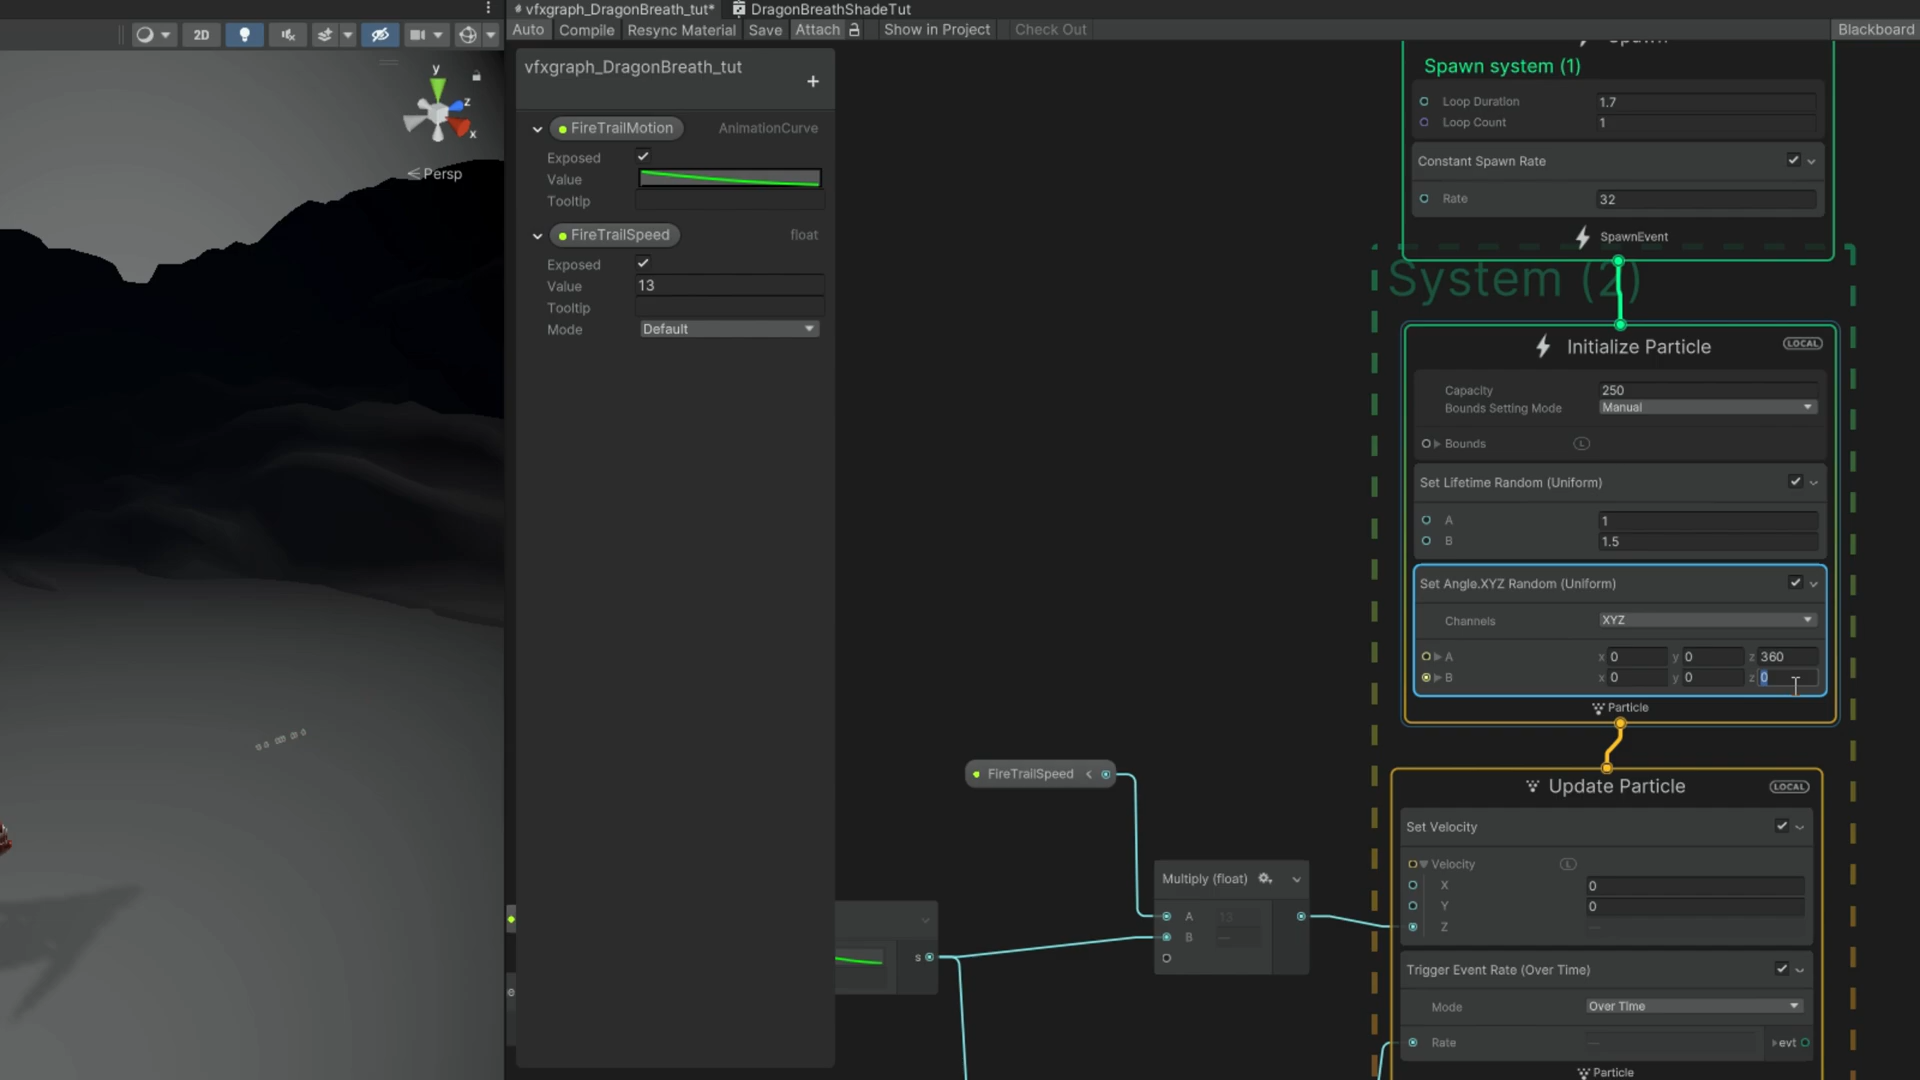 vfxgraph_DragonBreath_tut*
DragonBreathShadeTut
2D
Auto
Compile
Resync Material
Save
Attach
Show in Project
Check Out
Blackboard
y
z
x
Persp
vfxgraph_DragonBreath_tut
+
FireTrailMotion
AnimationCurve
Exposed
Value
Tooltip
FireTrailSpeed
float
Exposed
Value
13
Tooltip
Mode
Default
Spawn system (1)
Loop Duration
1.7
Loop Count
1
Constant Spawn Rate
Rate
32
SpawnEvent
System (2)
Initialize Particle
LOCAL
Capacity
250
Bounds Setting Mode
Manual
Bounds
L
Set Lifetime Random (Uniform)
A
1
B
1.5
Set Angle.XYZ Random (Uniform)
Channels
XYZ
A
x 0 y 0 z 360
B
x 0 y 0 z 0
Particle
FireTrailSpeed
Update Particle
LOCAL
Set Velocity
Velocity
L
X
0
Y
0
Z
Multiply (float)
A
13
B
s
Trigger Event Rate (Over Time)
Mode
Over Time
Rate
evt
Particle